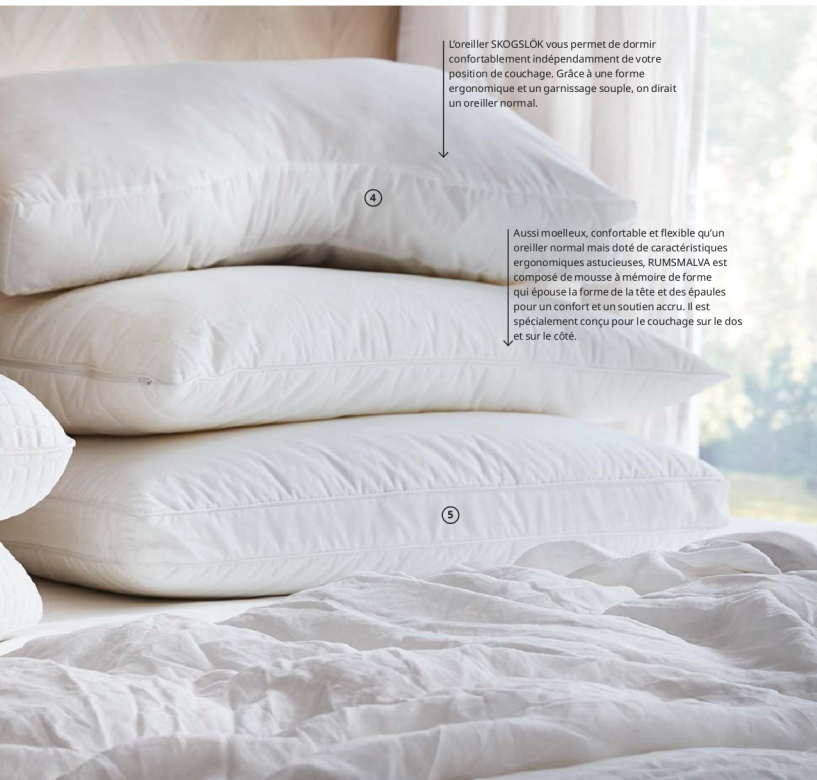 L'oreiller SKOGSLÖK vous permet de dormir
confortablement indépendamment de votre
position de couchage. Grâce à une forme
ergonomique et un garnissage souple, on dirait
un oreiller normal.
4
Aussi moelleux, confortable et flexible qu'un
oreiller normal mais doté de caractéristiques
ergonomiques astucieuses, RUMSMALVA est
composé de mousse à mémoire de forme
qui épouse la forme de la tête et des épaules
pour un confort et un soutien accru. Il est
spécialement conçu pour le couchage sur le dos
et sur le côté.
5